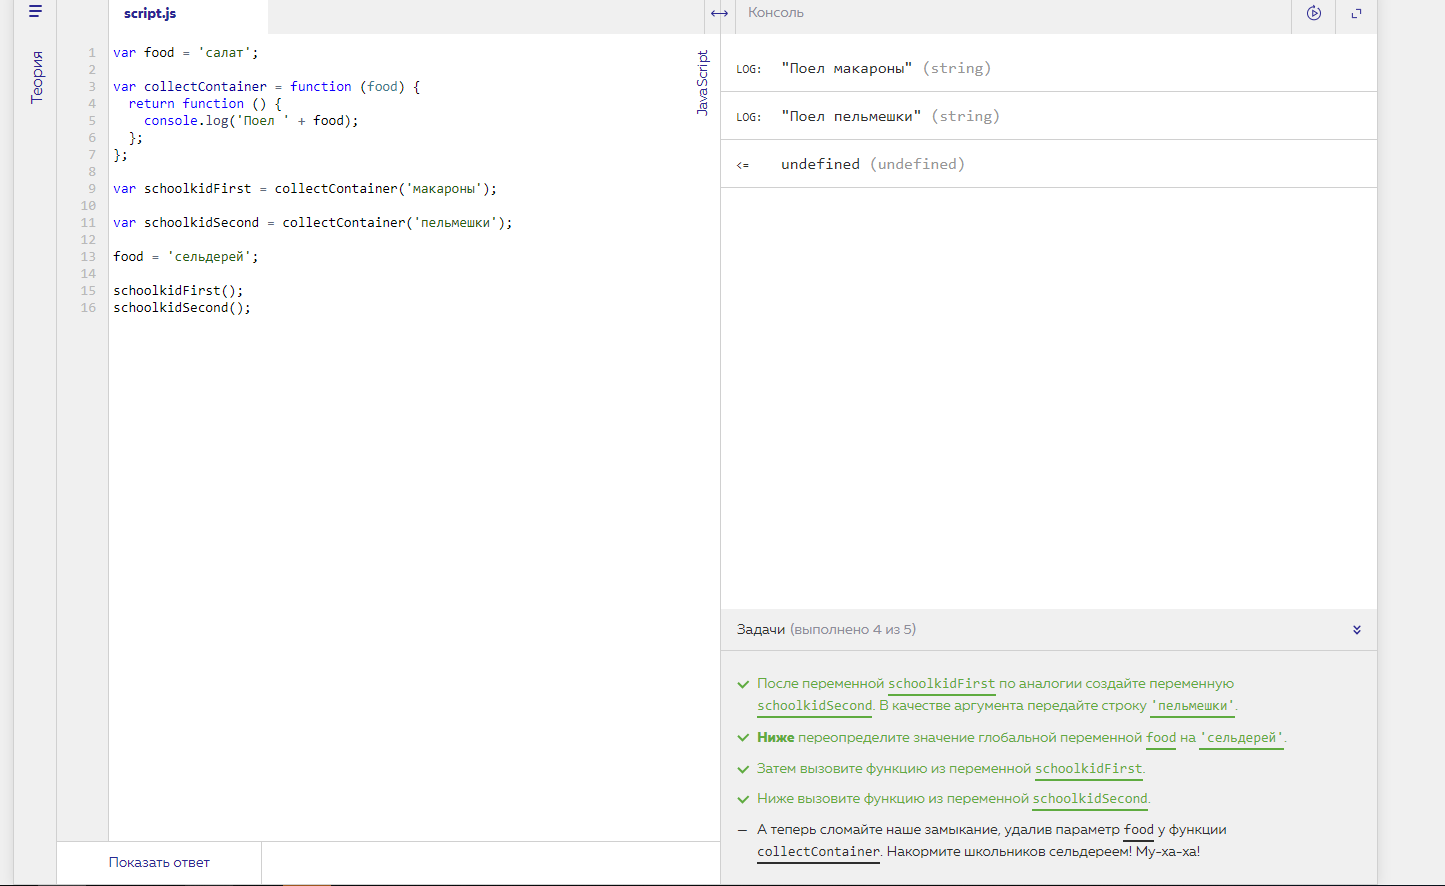 script.js
Консоль
Теория
JavaScript
1 var food = 'салат';
2
3 var collectContainer = function (food) {
4 return function () {
5 console.log('Поел ' + food);
6 };
7 };
8
9 var schoolkidFirst = collectContainer('макароны');
10
11 var schoolkidSecond = collectContainer('пельмешки');
12
13 food = 'сельдерей';
14
15 schoolkidFirst();
16 schoolkidSecond();
LOG: "Поел макароны" (string)
LOG: "Поел пельмешки" (string)
<= undefined (undefined)
Задачи (выполнено 4 из 5)
После переменной schoolkidFirst по аналогии создайте переменную
schoolkidSecond. В качестве аргумента передайте строку 'пельмешки'.
Ниже переопределите значение глобальной переменной food на 'сельдерей'.
Затем вызовите функцию из переменной schoolkidFirst.
Ниже вызовите функцию из переменной schoolkidSecond.
— А теперь сломайте наше замыкание, удалив параметр food у функции
collectContainer. Накормите школьников сельдереем! Му-ха-ха!
Показать ответ